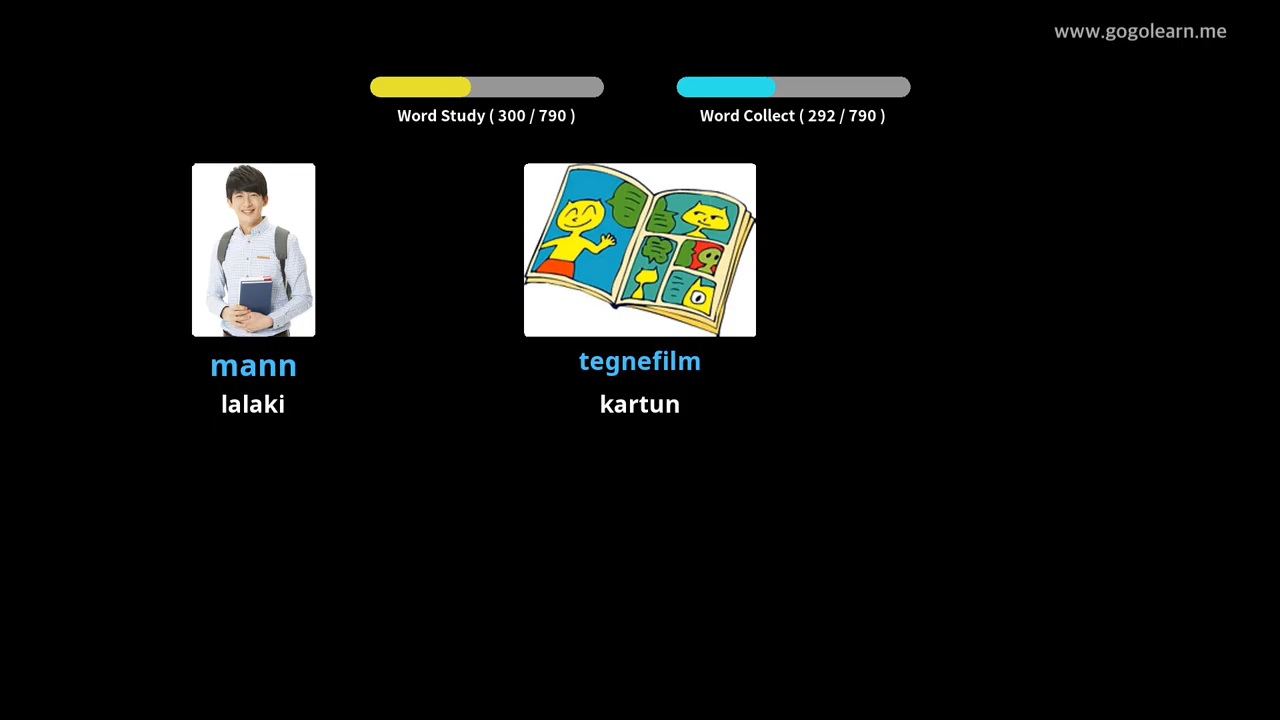 www.gogolearn.me
Word Study ( 300 / 790 )
Word Collect ( 292 / 790 )
mann
lalaki
tegnefilm
kartun